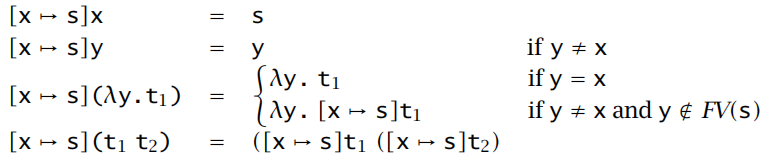 [x ↦ s]x = s
[x ↦ s]y = y if y ≠ x
[x ↦ s](λy.t₁) = { λy. t₁ if y = x
λy. [x ↦ s]t₁ if y ≠ x and y ∉ FV(s)
[x ↦ s](t₁ t₂) = ([x ↦ s]t₁ ([x ↦ s]t₂)